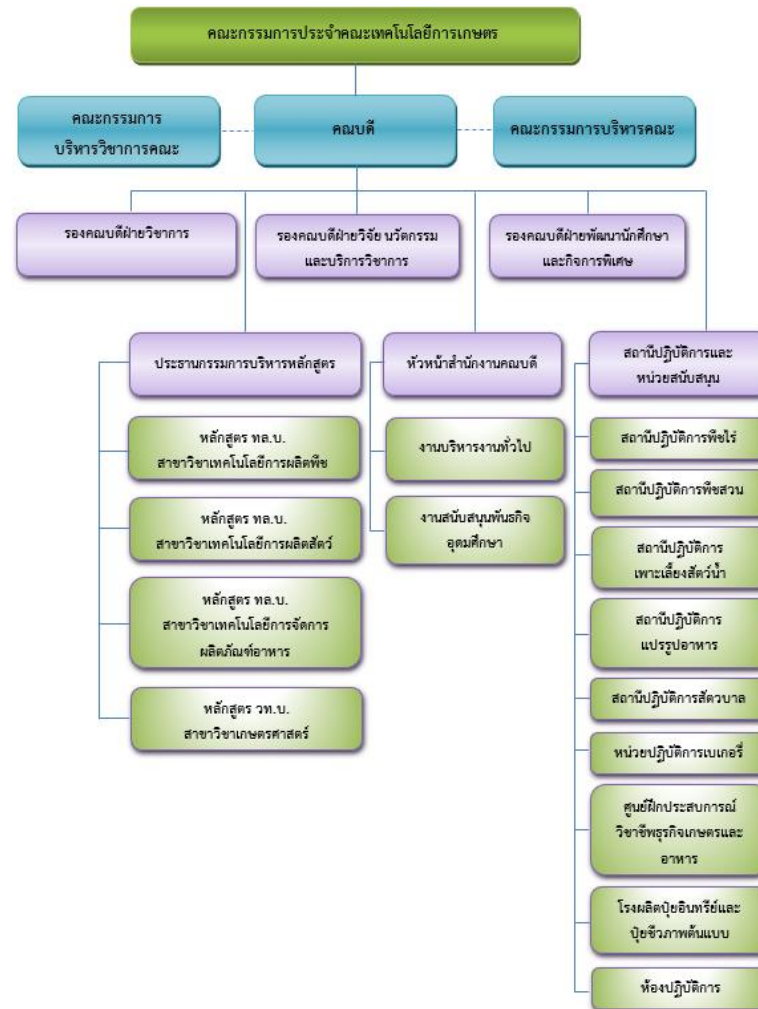 คณะกรรมการประจำคณะเทคโนโลยีการเกษตร
คณะกรรมการ
บริหารวิชาการคณะ
คณบดี
คณะกรรมการบริหารคณะ
รองคณบดีฝ่ายวิชาการ
รองคณบดีฝ่ายวิจัย นวัตกรรม
และบริการวิชาการ
รองคณบดีฝ่ายพัฒนานักศึกษา
และกิจการพิเศษ
ประธานกรรมการบริหารหลักสูตร
หลักสูตร ทล.บ.
สาขาวิชาเทคโนโลยีการผลิตพืช
หลักสูตร ทล.บ.
สาขาวิชาเทคโนโลยีการผลิตสัตว์
หลักสูตร ทล.บ.
สาขาวิชาเทคโนโลยีการจัดการ
ผลิตภัณฑ์อาหาร
หลักสูตร วท.บ.
สาขาวิชาเกษตรศาสตร์
หัวหน้าสำนักงานคณบดี
งานบริหารงานทั่วไป
งานสนับสนุนพันธกิจ
อุดมศึกษา
สถานีปฏิบัติการและ
หน่วยสนับสนุน
สถานีปฏิบัติการพืชไร่
สถานีปฏิบัติการพืชสวน
สถานีปฏิบัติการ
เพาะเลี้ยงสัตว์น้ำ
สถานีปฏิบัติการ
แปรรูปอาหาร
สถานีปฏิบัติการสัตวบาล
หน่วยปฏิบัติการเบเกอรี่
ศูนย์ฝึกประสบการณ์
วิชาชีพธุรกิจเกษตรและ
อาหาร
โรงผลิตปุ๋ยอินทรีย์และ
ปุ๋ยชีวภาพต้นแบบ
ห้องปฏิบัติการ